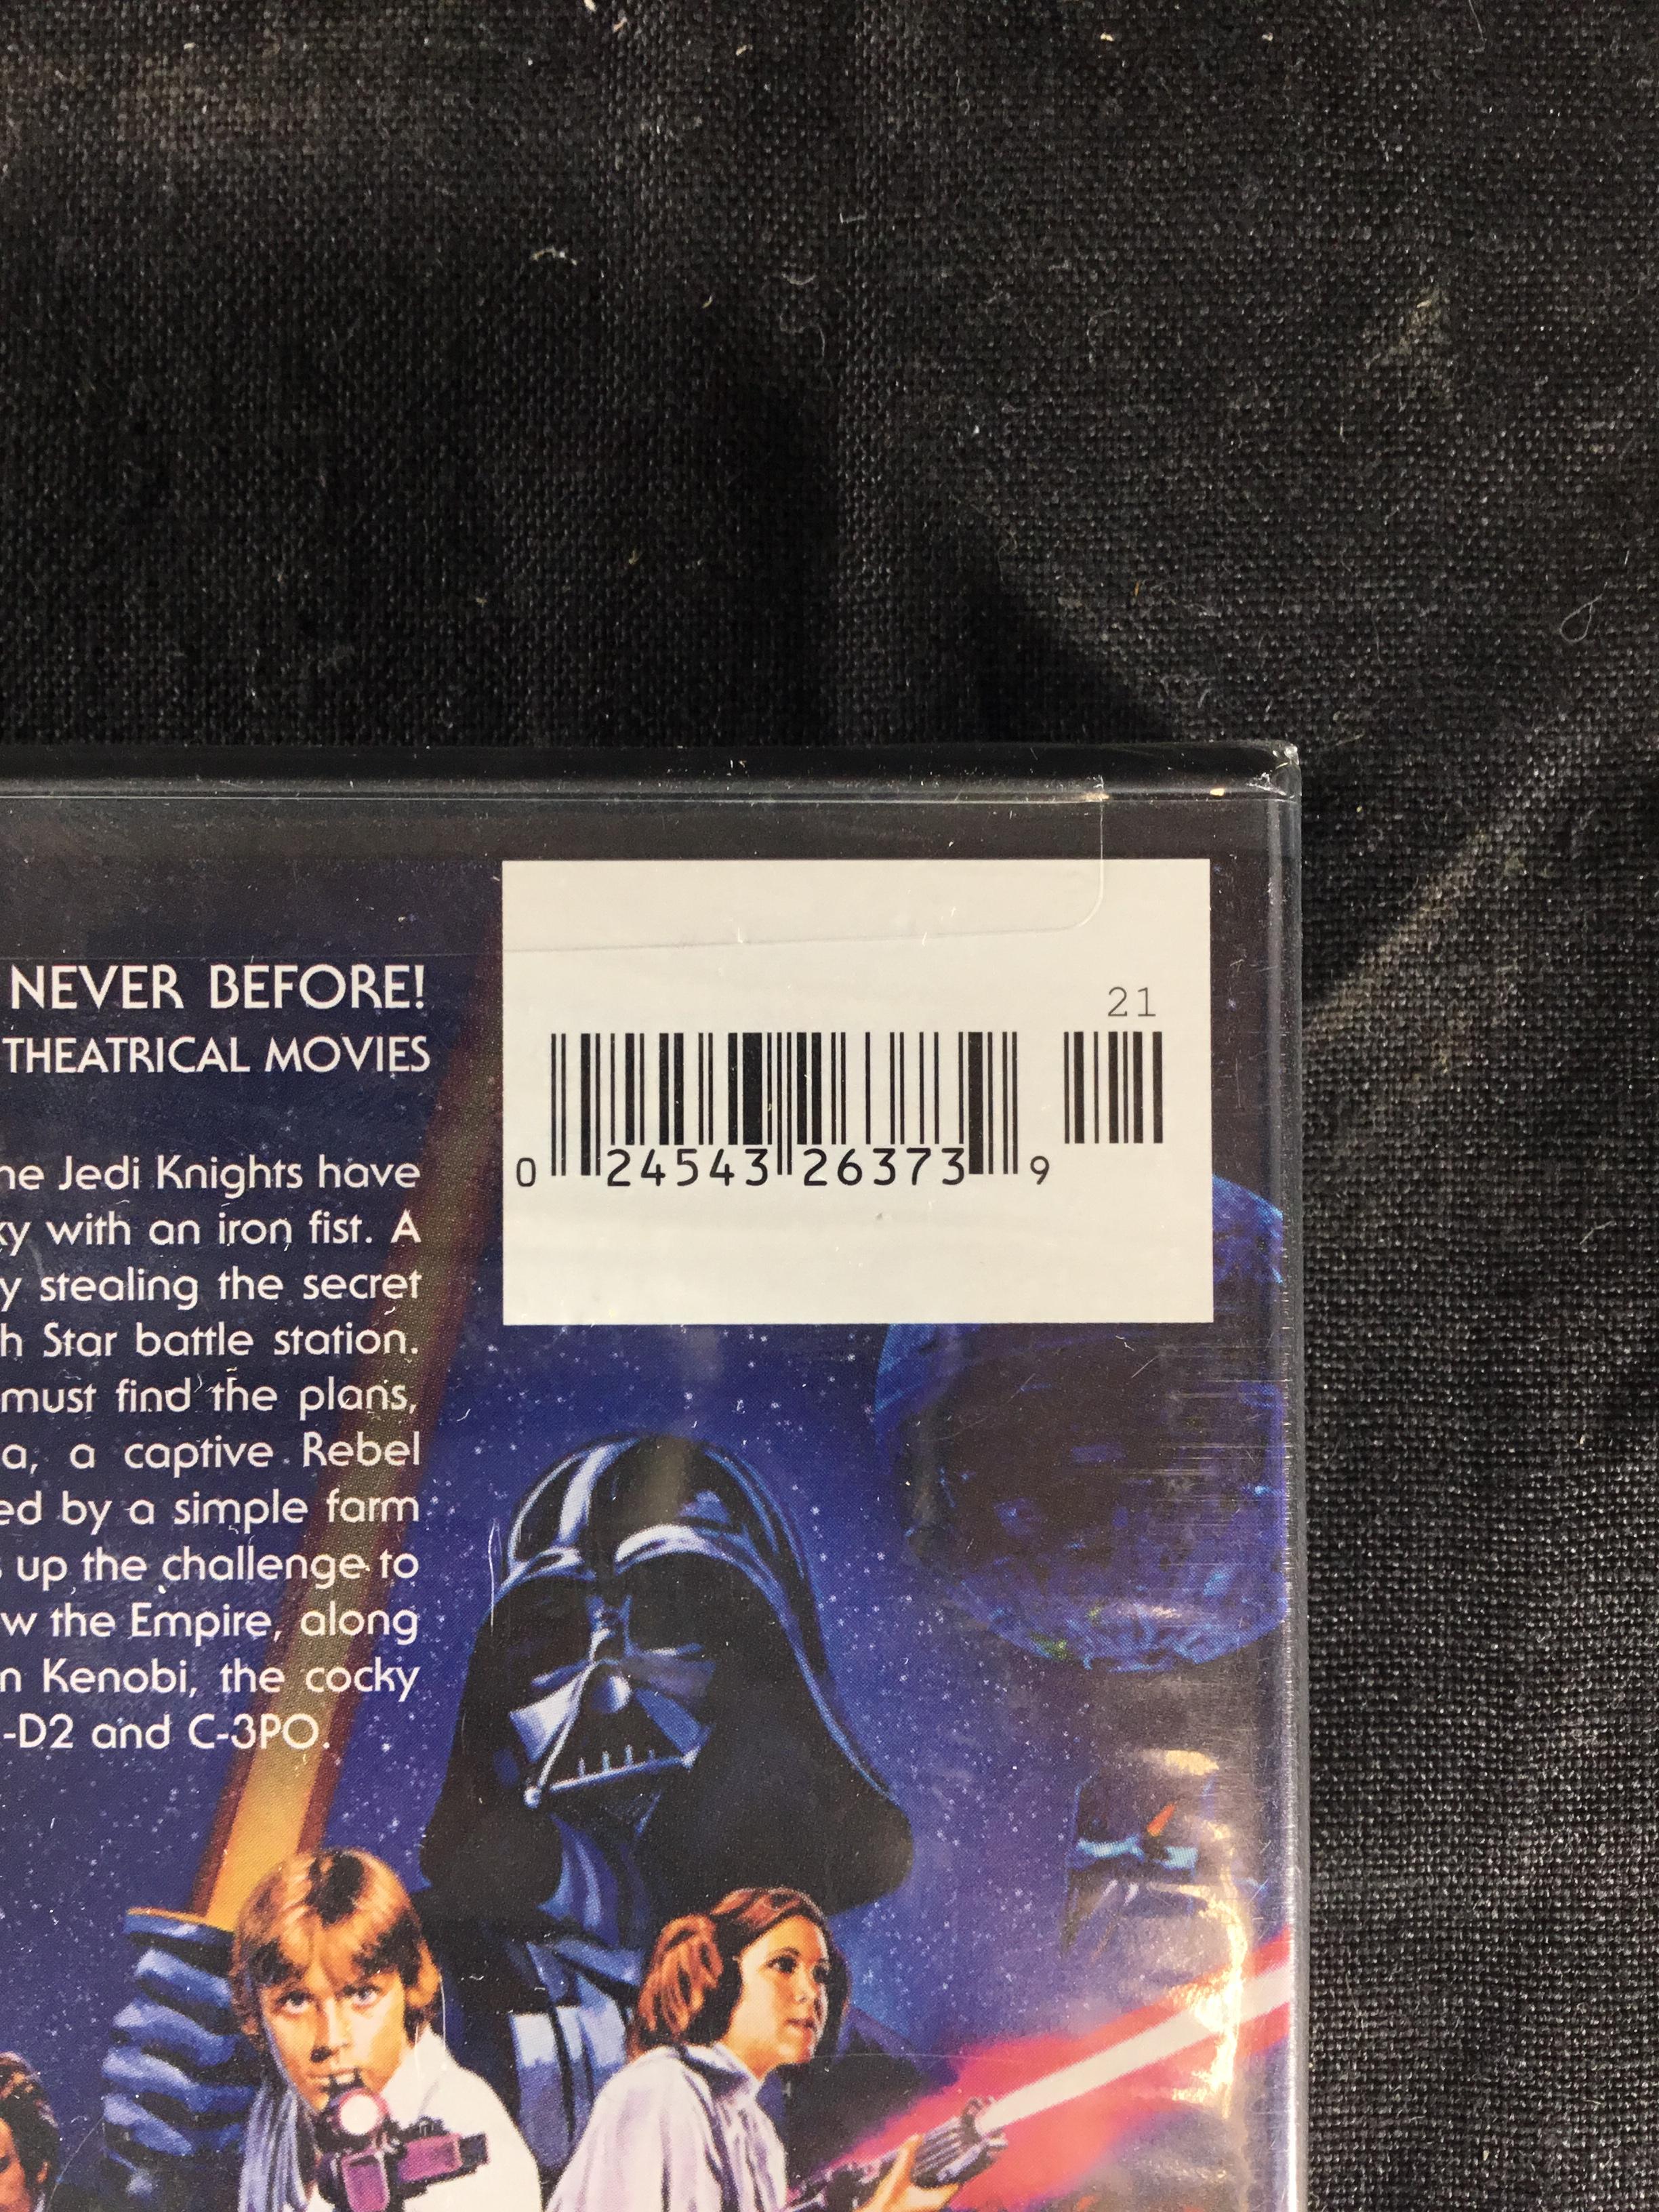 NEVER BEFORE!
THEATRICAL MOVIES
21
0 24543 26373 9
he Jedi Knights have
xy with an iron fist. A
y stealing the secret
h Star battle station.
must find the plans,
a, a captive Rebel
ed by a simple farm
s up the challenge to
w the Empire, along
n Kenobi, the cocky
-D2 and C-3PO.